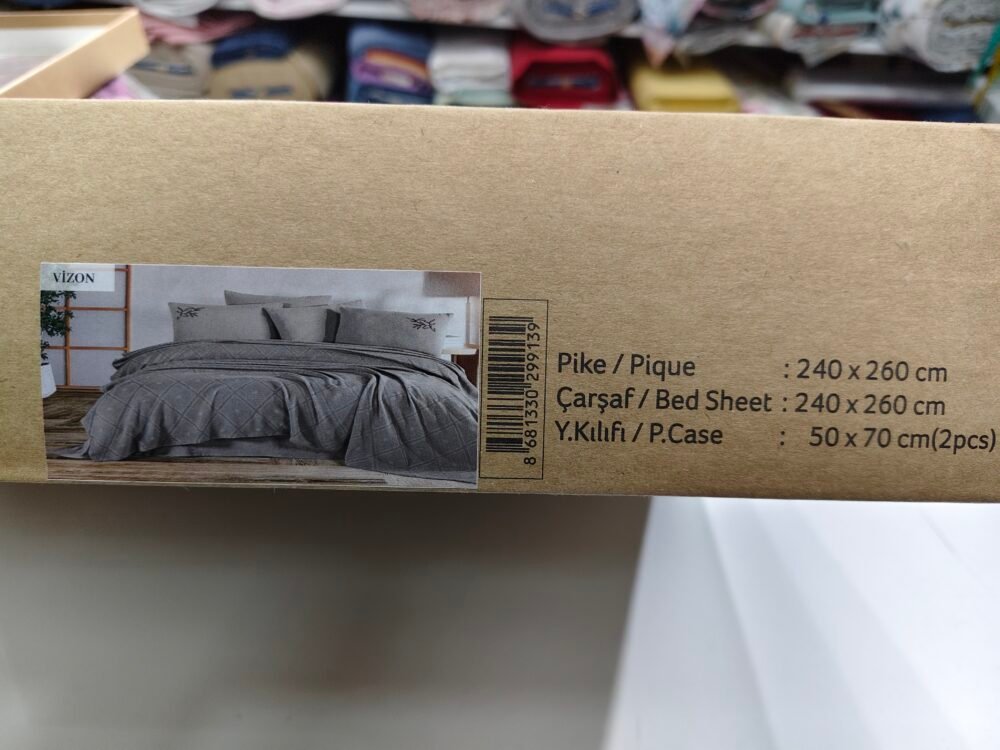 VİZON
8 681330 299139
Pike / Pique : 240 x 260 cm
Çarşaf / Bed Sheet : 240 x 260 cm
Y.Kılıfı / P.Case : 50 x 70 cm(2pcs)